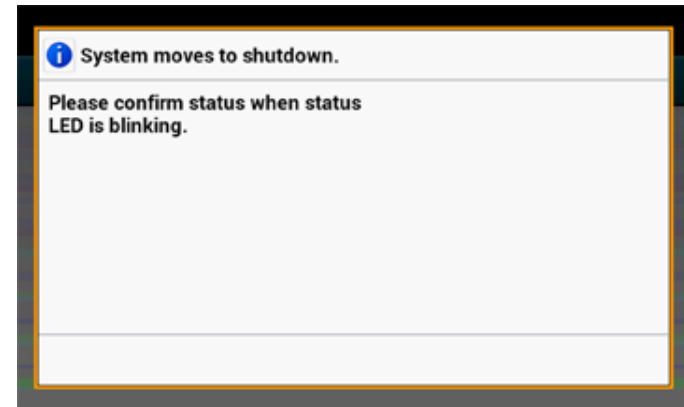 System moves to shutdown.
Please confirm status when status
LED is blinking.